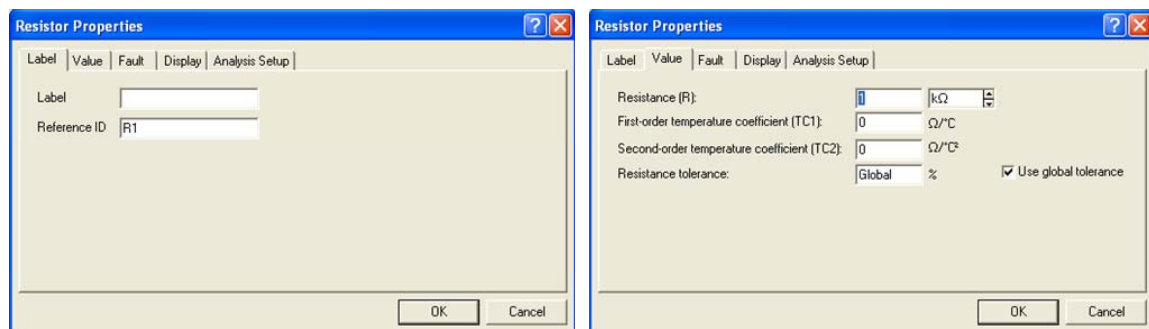 Resistor Properties
Label Value Fault Display Analysis Setup
Label
Reference ID R1
OK Cancel
Resistor Properties
Label Value Fault Display Analysis Setup
Resistance (R): 1 kΩ
First-order temperature coefficient (TC1): 0 Ω/°C
Second-order temperature coefficient (TC2): 0 Ω/°C²
Resistance tolerance: Global % Use global tolerance
OK Cancel